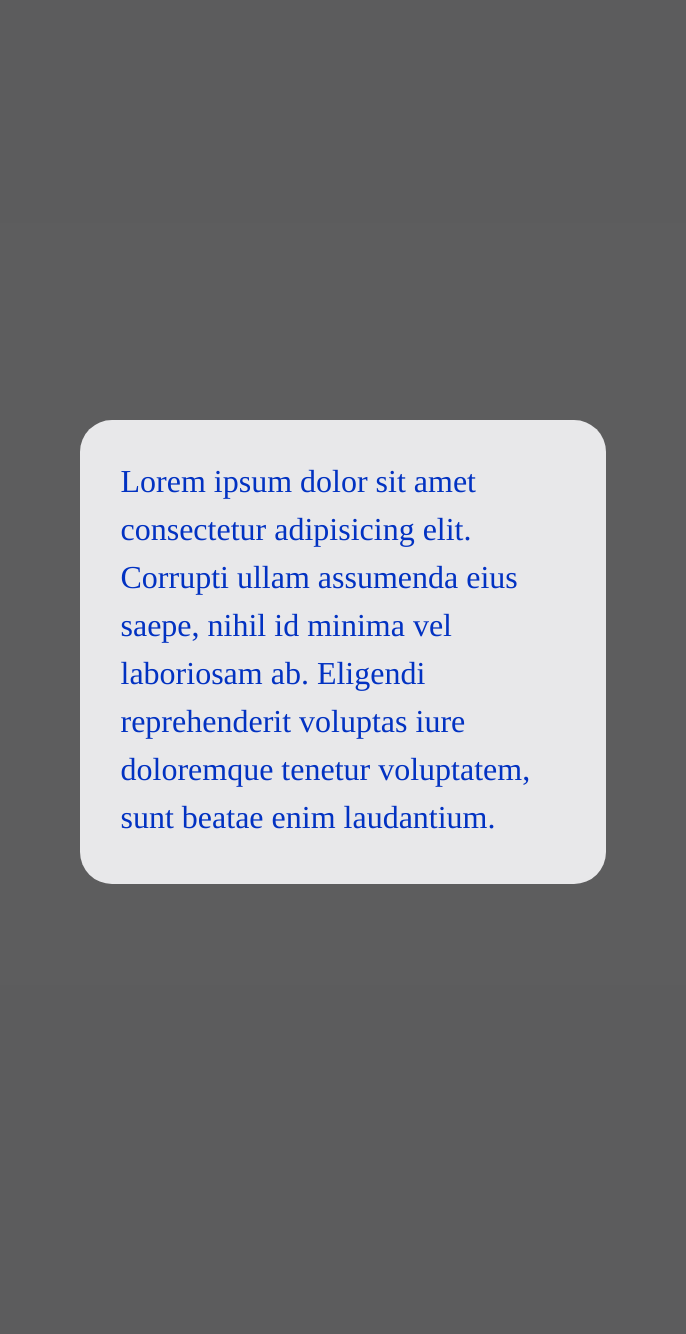 Lorem ipsum dolor sit amet
consectetur adipisicing elit.
Corrupti ullam assumenda eius
saepe, nihil id minima vel
laboriosam ab. Eligendi
reprehenderit voluptas iure
doloremque tenetur voluptatem,
sunt beatae enim laudantium.